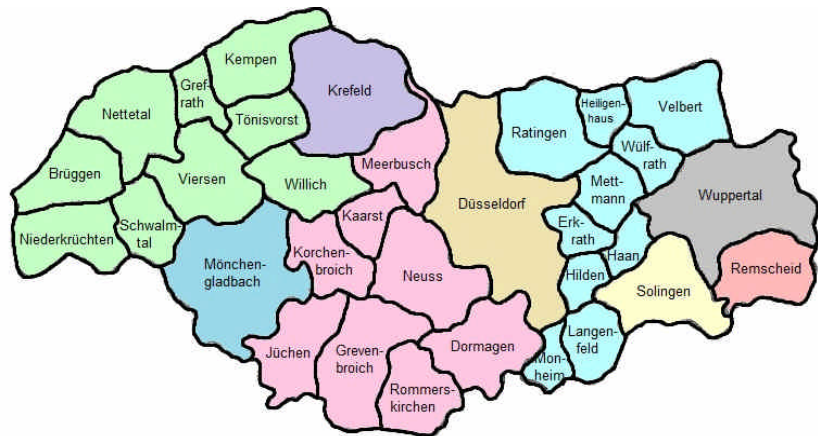 Kempen
Gref-
rath
Krefeld
Nettetal
Tönisvorst
Heiligen-
haus
Velbert
Ratingen
Wülf-
rath
Meerbusch
Brüggen
Viersen
Willich
Mett-
mann
Wuppertal
Düsseldorf
Kaarst
Schwalm-
tal
Erk-
rath
Niederkrüchten
Korchen-
broich
Haan
Mönchen-
gladbach
Neuss
Hilden
Remscheid
Solingen
Langen-
feld
Jüchen
Greven-
broich
Dormagen
Mon-
heim
Rommers-
kirchen